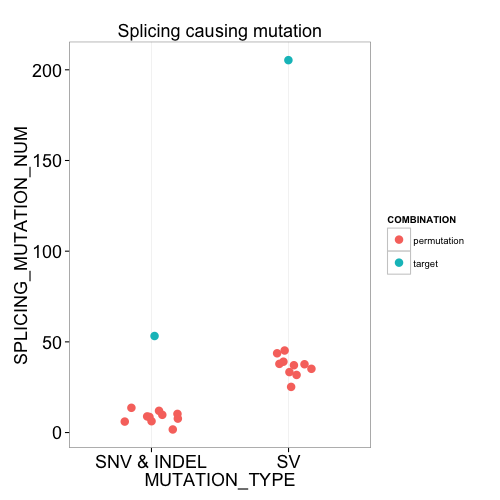 Splicing causing mutation
SPLICING_MUTATION_NUM
200
150
100
50
0
SNV & INDEL
SV
MUTATION_TYPE
COMBINATION
permutation
target